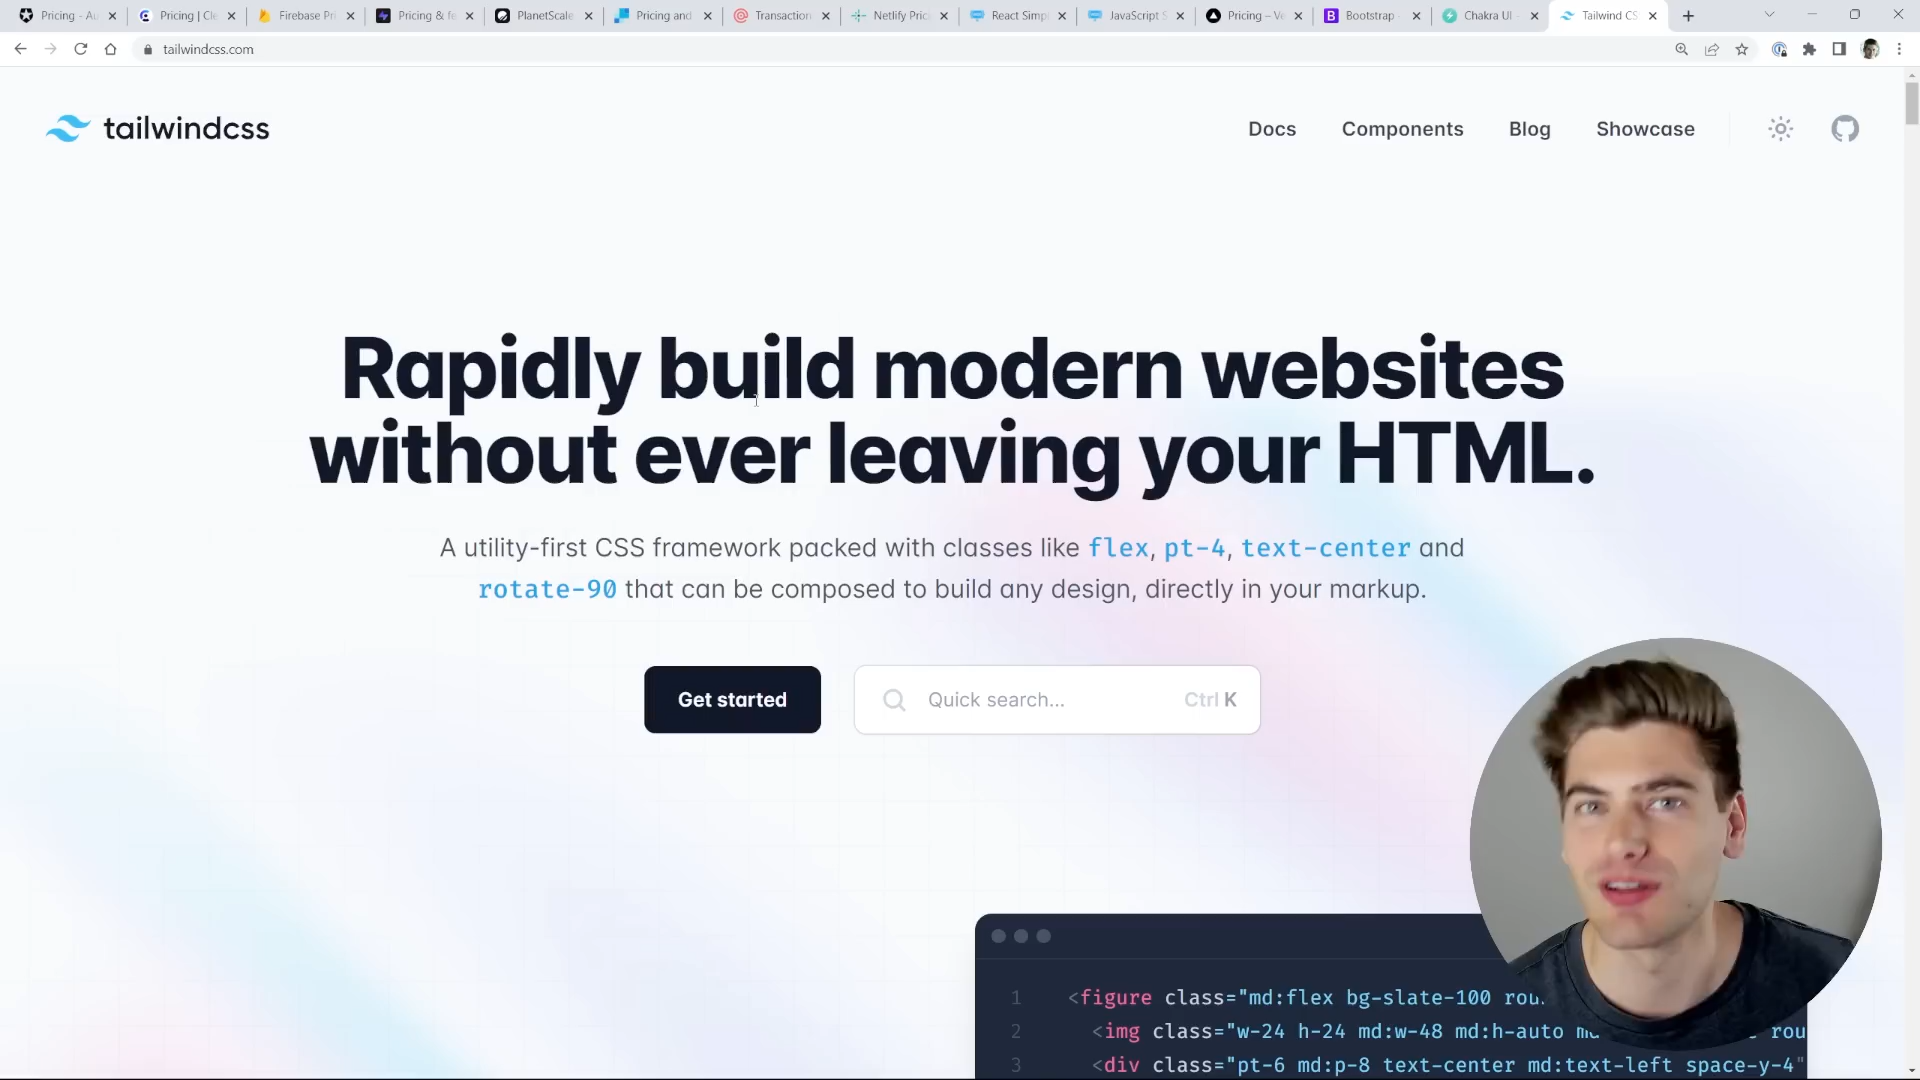 Pricing - Au
Pricing | Cle
Firebase Pri
Pricing & fe
PlanetScale
Pricing and
Transaction
Netlify Pric
React Simpl
JavaScript S
Pricing – Ve
Bootstrap
Chakra UI
Tailwind CS
tailwindcss.com
tailwindcss
Docs
Components
Blog
Showcase
Rapidly build modern websites
without ever leaving your HTML.
A utility-first CSS framework packed with classes like flex, pt-4, text-center and
rotate-90 that can be composed to build any design, directly in your markup.
Get started
Quick search...
Ctrl K
1 <figure class="md:flex bg-slate-100 rou
2 <img class="w-24 h-24 md:w-48 md:h-auto rou
3 <div class="pt-6 md:p-8 text-center md:text-left space-y-4"